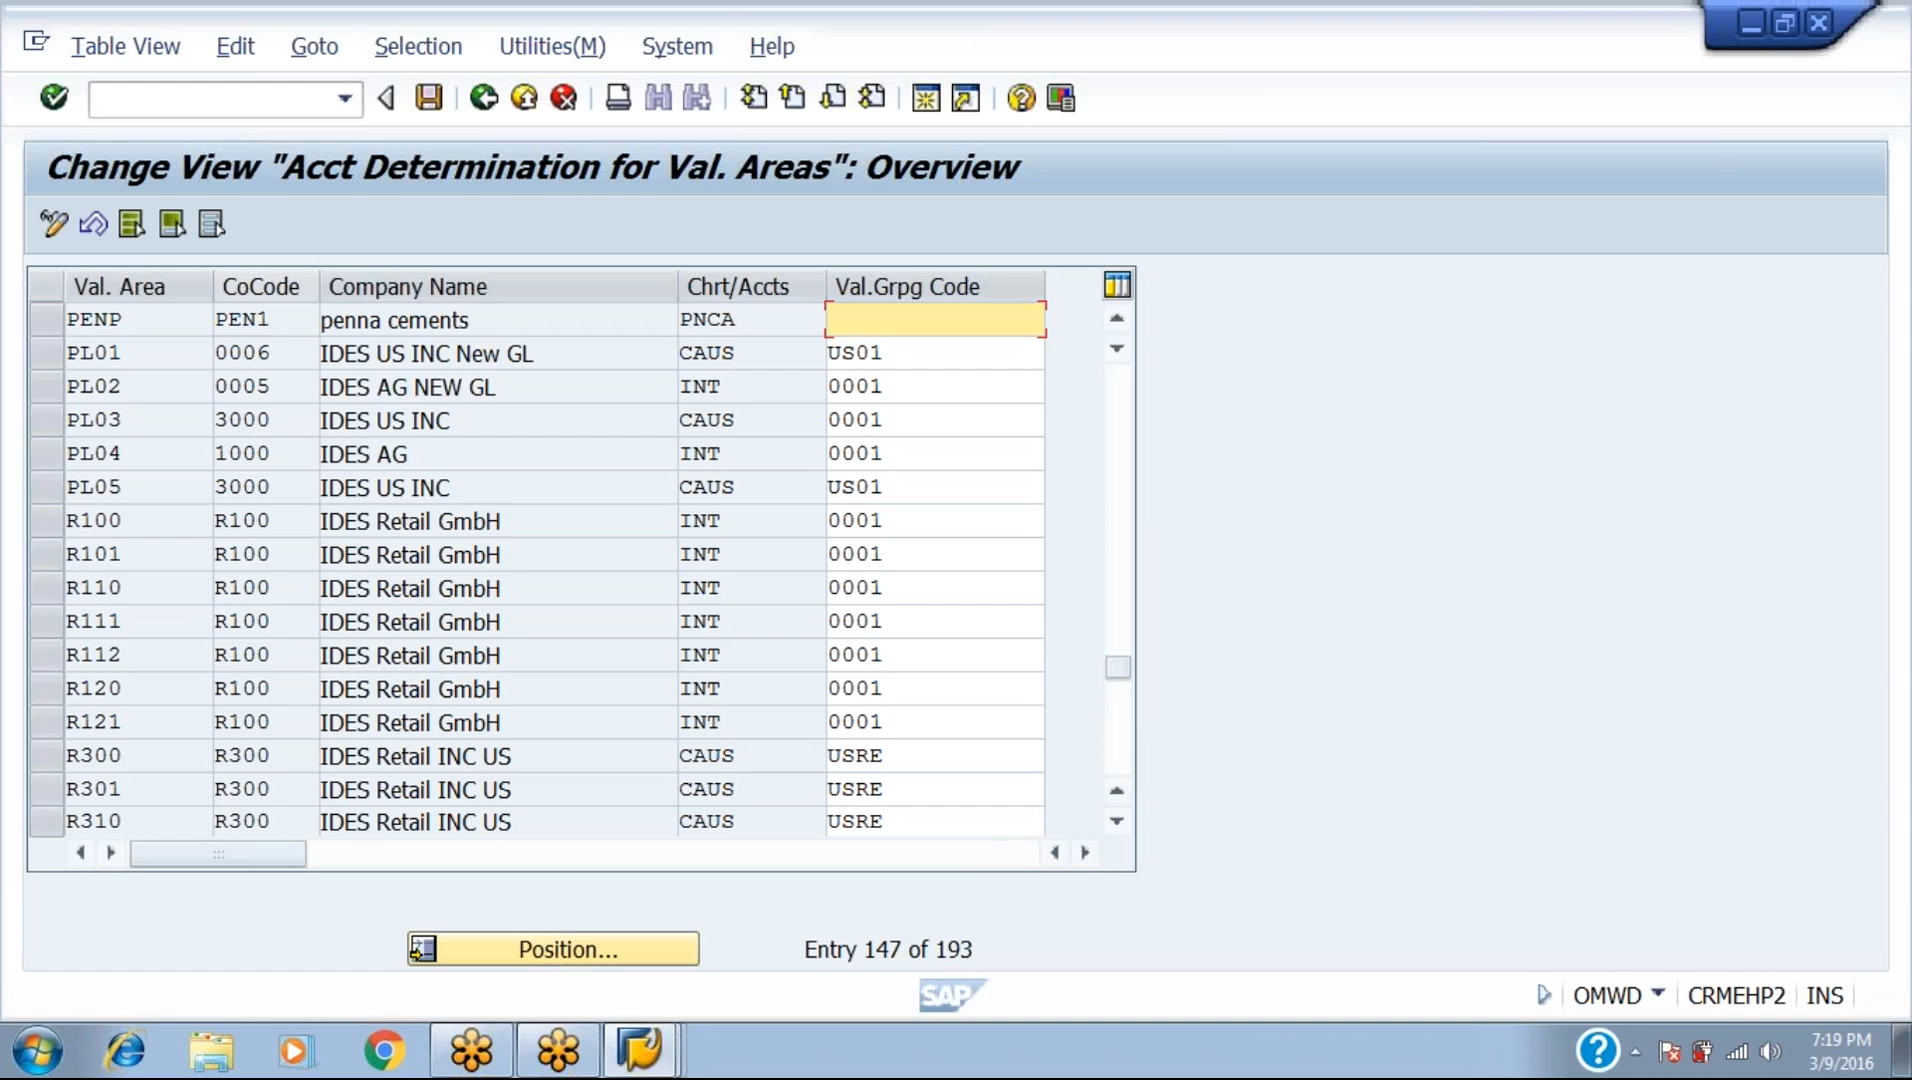 Table View Edit Goto Selection Utilities(M) System Help
Change View "Acct Determination for Val. Areas": Overview
Val. Area CoCode Company Name Chrt/Accts Val.Grpg Code
PENP PEN1 penna cements PNCA
PL01 0006 IDES US INC New GL CAUS US01
PL02 0005 IDES AG NEW GL INT 0001
PL03 3000 IDES US INC CAUS 0001
PL04 1000 IDES AG INT 0001
PL05 3000 IDES US INC CAUS US01
R100 R100 IDES Retail GmbH INT 0001
R101 R100 IDES Retail GmbH INT 0001
R110 R100 IDES Retail GmbH INT 0001
R111 R100 IDES Retail GmbH INT 0001
R112 R100 IDES Retail GmbH INT 0001
R120 R100 IDES Retail GmbH INT 0001
R121 R100 IDES Retail GmbH INT 0001
R300 R300 IDES Retail INC US CAUS USRE
R301 R300 IDES Retail INC US CAUS USRE
R310 R300 IDES Retail INC US CAUS USRE
Position... Entry 147 of 193
SAP OMWD CRMEHP2 INS
7:19 PM
3/9/2016